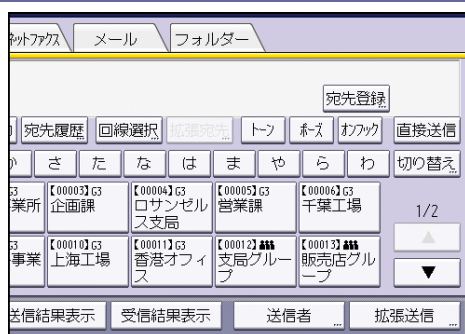 ネットファクス メール フォルダー
宛先登録
宛先履歴 回線選択 拡張宛先 トーン ポーズ オンフック 直接送信
か さ た な は ま や ら わ 切り替え
G3 【00003】G3 【00004】G3 【00005】G3 【00006】G3
業所 企画課 ロサンゼル 営業課 千葉工場 1/2
ス支局
G3 【00010】G3 【00011】G3 【00012】 【00013】
事業 上海工場 香港オフィ 支局グルー 販売店グル
ス プ ープ
送信結果表示 受信結果表示 送信者 拡張送信